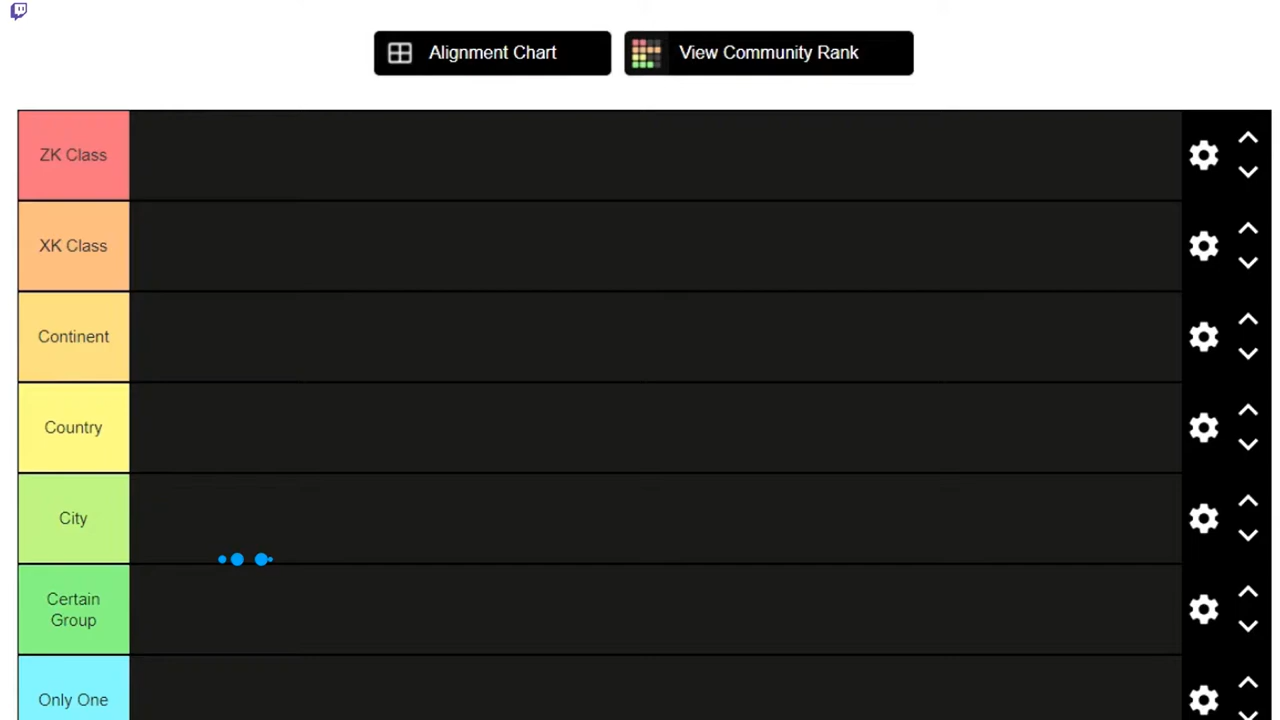 Alignment Chart
View Community Rank
ZK Class
XK Class
Continent
Country
City
Certain
Group
Only One